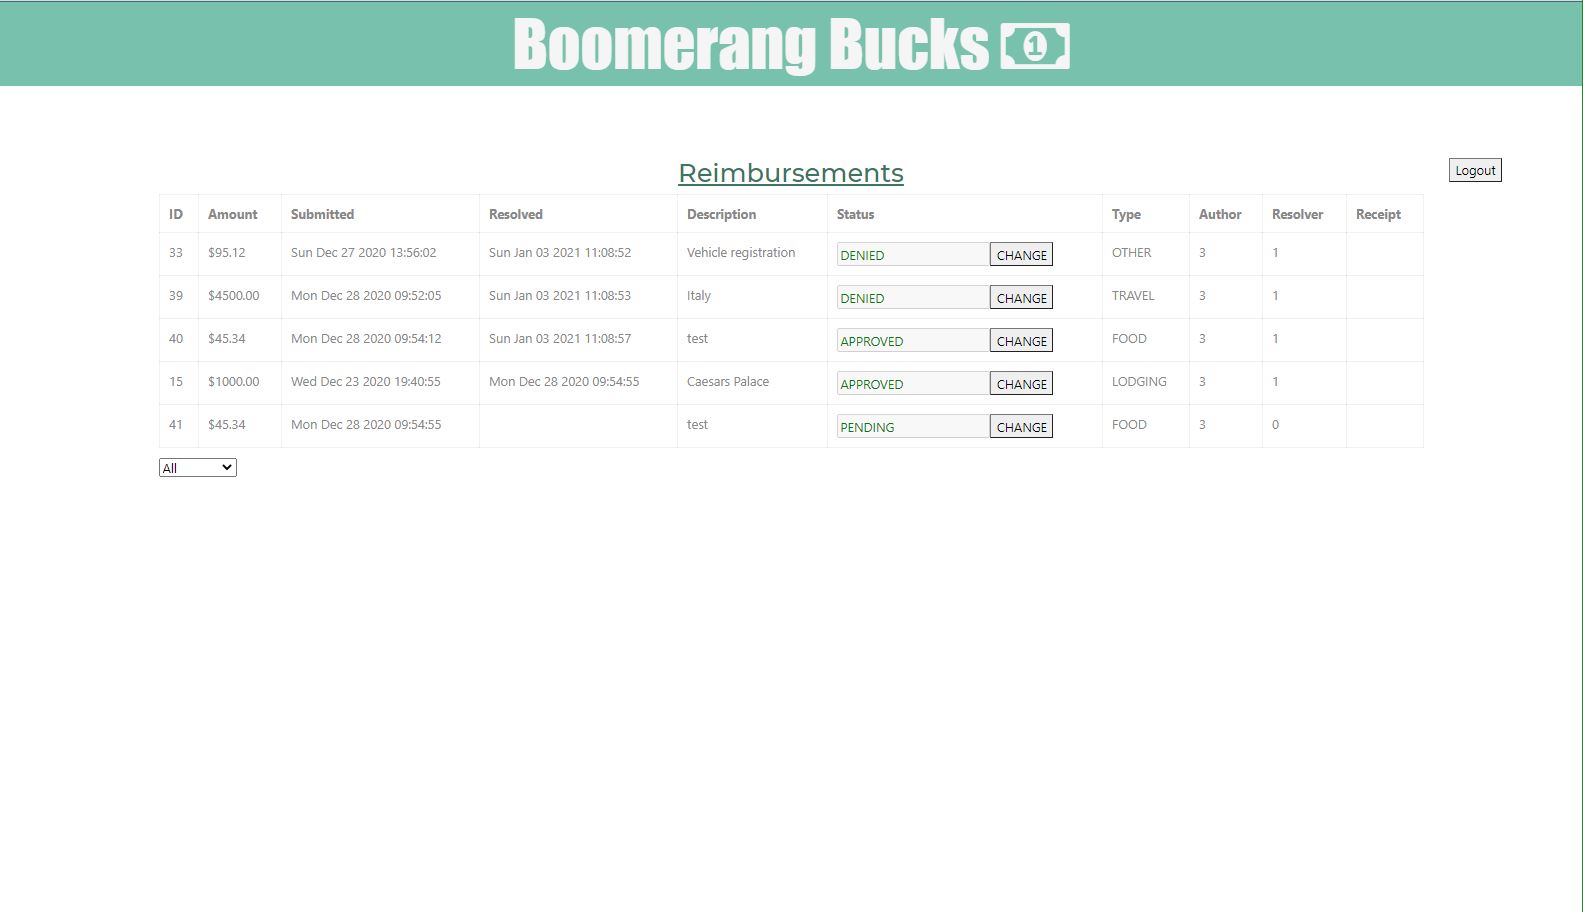 Boomerang Bucks 1
Reimbursements
Logout
ID Amount Submitted Resolved Description Status Type Author Resolver Receipt
33 $95.12 Sun Dec 27 2020 13:56:02 Sun Jan 03 2021 11:08:52 Vehicle registration DENIED CHANGE OTHER 3 1
39 $4500.00 Mon Dec 28 2020 09:52:05 Sun Jan 03 2021 11:08:53 Italy DENIED CHANGE TRAVEL 3 1
40 $45.34 Mon Dec 28 2020 09:54:12 Sun Jan 03 2021 11:08:57 test APPROVED CHANGE FOOD 3 1
15 $1000.00 Wed Dec 23 2020 19:40:55 Mon Dec 28 2020 09:54:55 Caesars Palace APPROVED CHANGE LODGING 3 1
41 $45.34 Mon Dec 28 2020 09:54:55 test PENDING CHANGE FOOD 3 0
All